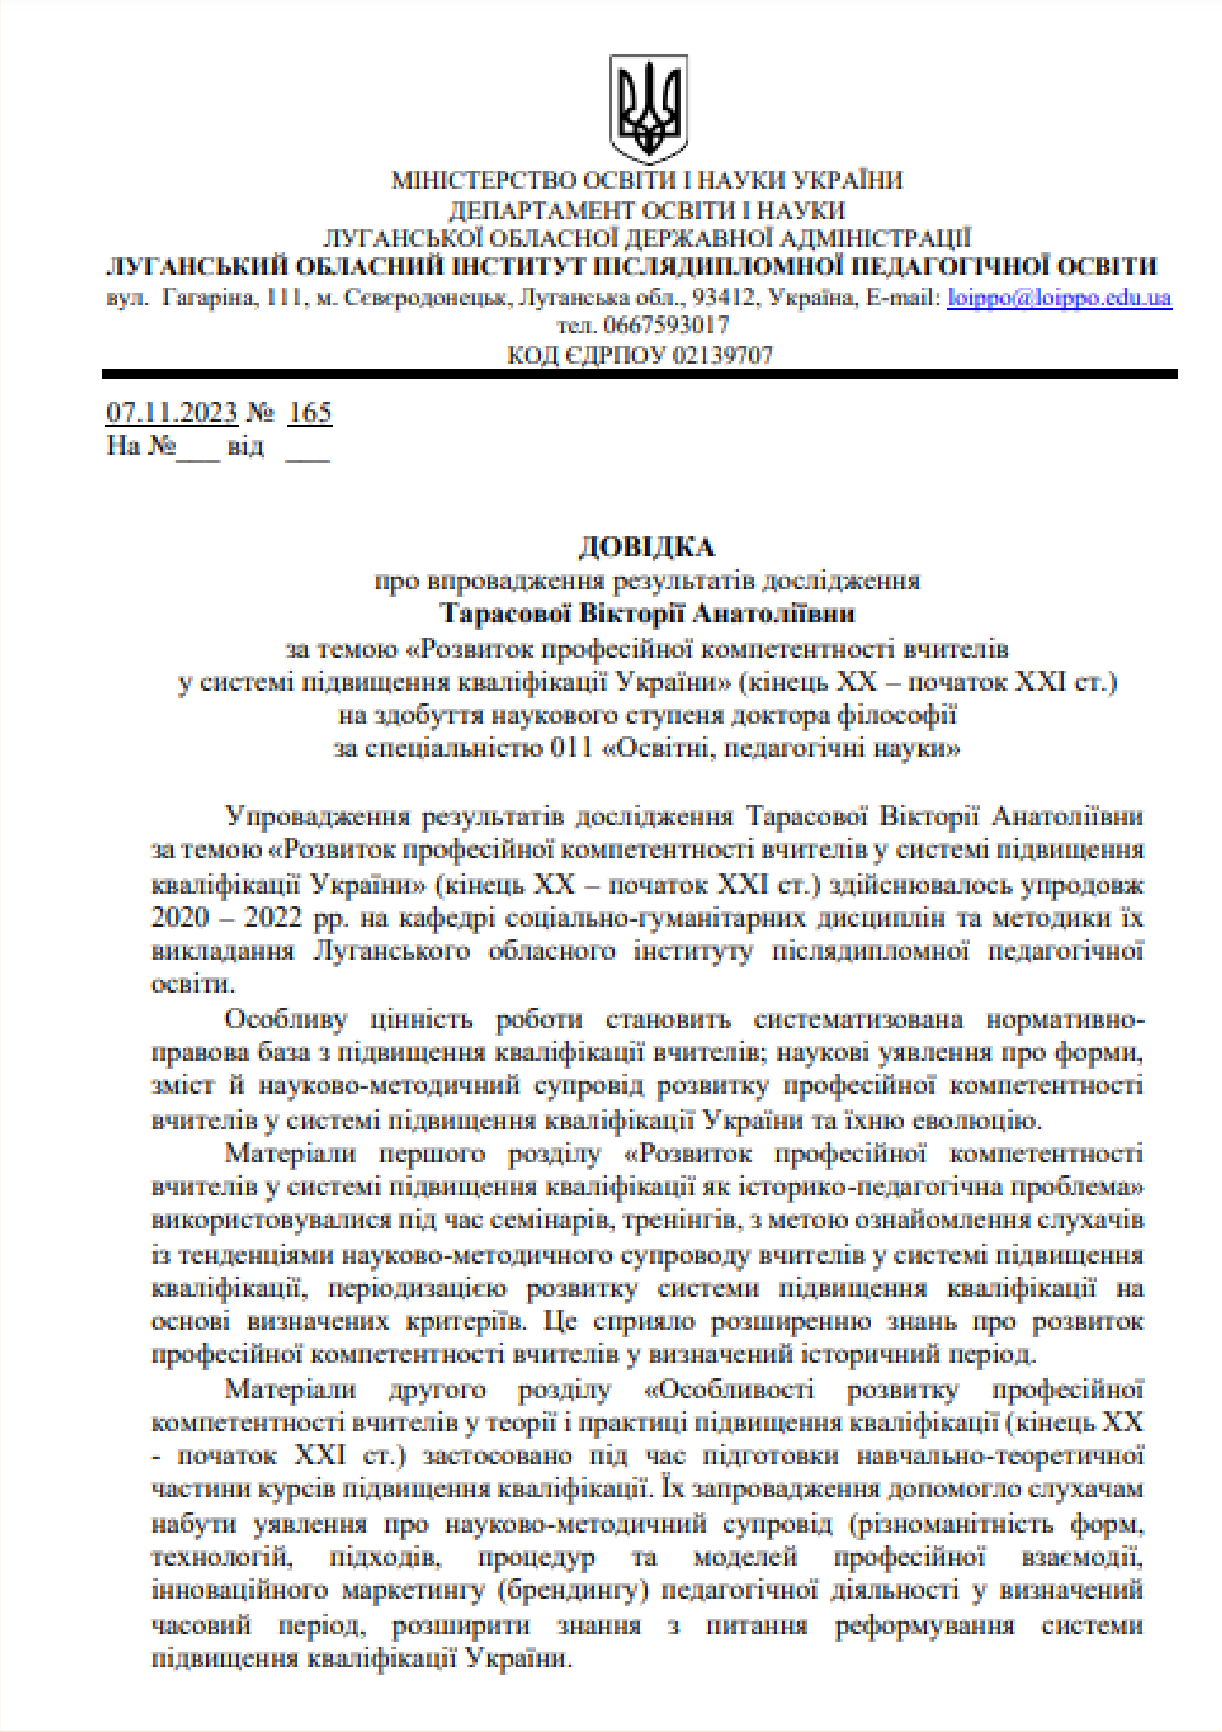 МІНІСТЕРСТВО ОСВІТИ І НАУКИ УКРАЇНИ
ДЕПАРТАМЕНТ ОСВІТИ І НАУКИ
ЛУГАНСЬКОЇ ОБЛАСНОЇ ДЕРЖАВНОЇ АДМІНІСТРАЦІЇ
ЛУГАНСЬКИЙ ОБЛАСНИЙ ІНСТИТУТ ПІСЛЯДИПЛОМНОЇ ПЕДАГОГІЧНОЇ ОСВІТИ
вул. Гагаріна, 111, м. Сєвєродонецьк, Луганська обл., 93412, Україна, E-mail: loippo@loippo.edu.ua
тел. 0667593017
КОД ЄДРПОУ 02139707
07.11.2023 № 165
На №___ від ___
ДОВІДКА
про впровадження результатів дослідження
Тарасової Вікторії Анатоліївни
за темою «Розвиток професійної компетентності вчителів
у системі підвищення кваліфікації України» (кінець ХХ – початок ХХІ ст.)
на здобуття наукового ступеня доктора філософії
за спеціальністю 011 «Освітні, педагогічні науки»
Упровадження результатів дослідження Тарасової Вікторії Анатоліївни
за темою «Розвиток професійної компетентності вчителів у системі підвищення
кваліфікації України» (кінець ХХ – початок ХХІ ст.) здійснювалось упродовж
2020 – 2022 рр. на кафедрі соціально-гуманітарних дисциплін та методики їх
викладання Луганського обласного інституту післядипломної педагогічної
освіти.
Особливу цінність роботи становить систематизована нормативно-
правова база з підвищення кваліфікації вчителів; наукові уявлення про форми,
зміст й науково-методичний супровід розвитку професійної компетентності
вчителів у системі підвищення кваліфікації України та їхню еволюцію.
Матеріали першого розділу «Розвиток професійної компетентності
вчителів у системі підвищення кваліфікації як історико-педагогічна проблема»
використовувалися під час семінарів, тренінгів, з метою ознайомлення слухачів
із тенденціями науково-методичного супроводу вчителів у системі підвищення
кваліфікації, періодизацією розвитку системи підвищення кваліфікації на
основі визначених критеріїв. Це сприяло розширенню знань про розвиток
професійної компетентності вчителів у визначений історичний період.
Матеріали другого розділу «Особливості розвитку професійної
компетентності вчителів у теорії і практиці підвищення кваліфікації (кінець ХХ
- початок ХХІ ст.) застосовано під час підготовки навчально-теоретичної
частини курсів підвищення кваліфікації. Їх запровадження допомогло слухачам
набути уявлення про науково-методичний супровід (різноманітність форм,
технологій, підходів, процедур та моделей професійної взаємодії,
інноваційного маркетингу (брендингу) педагогічної діяльності у визначений
часовий період, розширити знання з питання реформування системи
підвищення кваліфікації України.